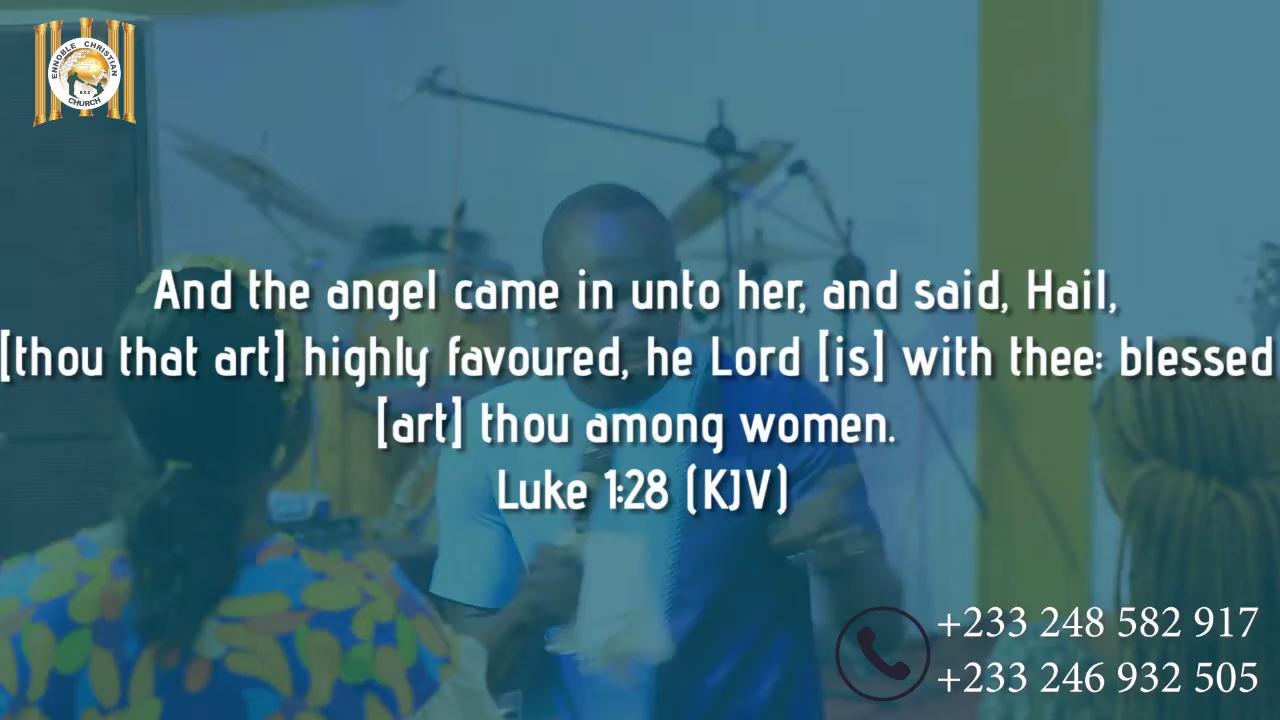 ENNOBLE CHRISTIAN
E.C.C
CHURCH
And the angel came in unto her, and said, Hail,
[thou that art] highly favoured, he Lord [is] with thee: blessed
[art] thou among women.
Luke 1:28 (KJV)
+233 248 582 917
+233 246 932 505